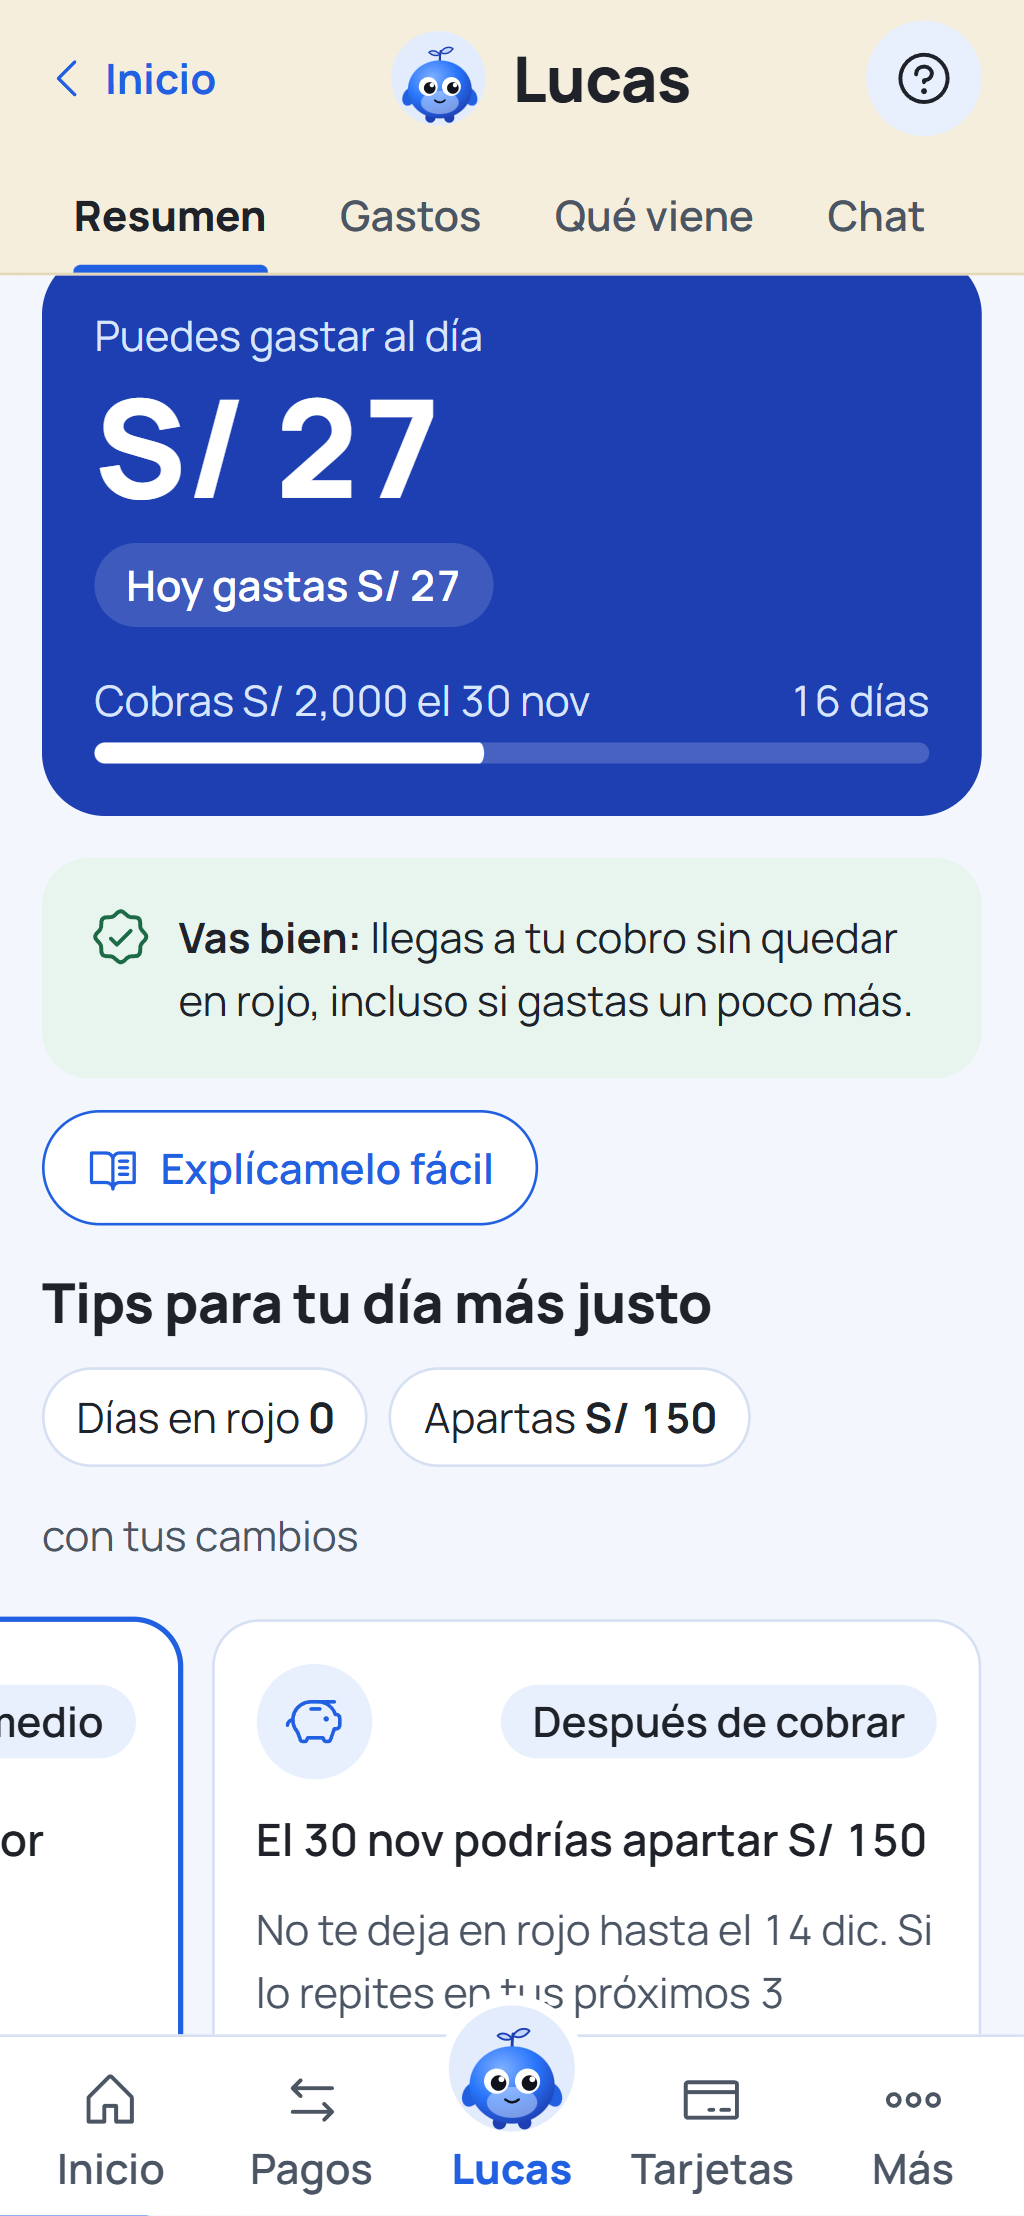 Inicio
Lucas
Resumen
Gastos
Qué viene
Chat
Puedes gastar al día
S/ 27
Hoy gastas S/ 27
Cobras S/ 2,000 el 30 nov
16 días
Vas bien: llegas a tu cobro sin quedar
en rojo, incluso si gastas un poco más.
Explícamelo fácil
Tips para tu día más justo
Días en rojo 0
Apartas S/ 150
con tus cambios
medio
or
Después de cobrar
El 30 nov podrías apartar S/ 150
No te deja en rojo hasta el 14 dic. Si
lo repites en tus próximos 3
Inicio
Pagos
Lucas
Tarjetas
Más